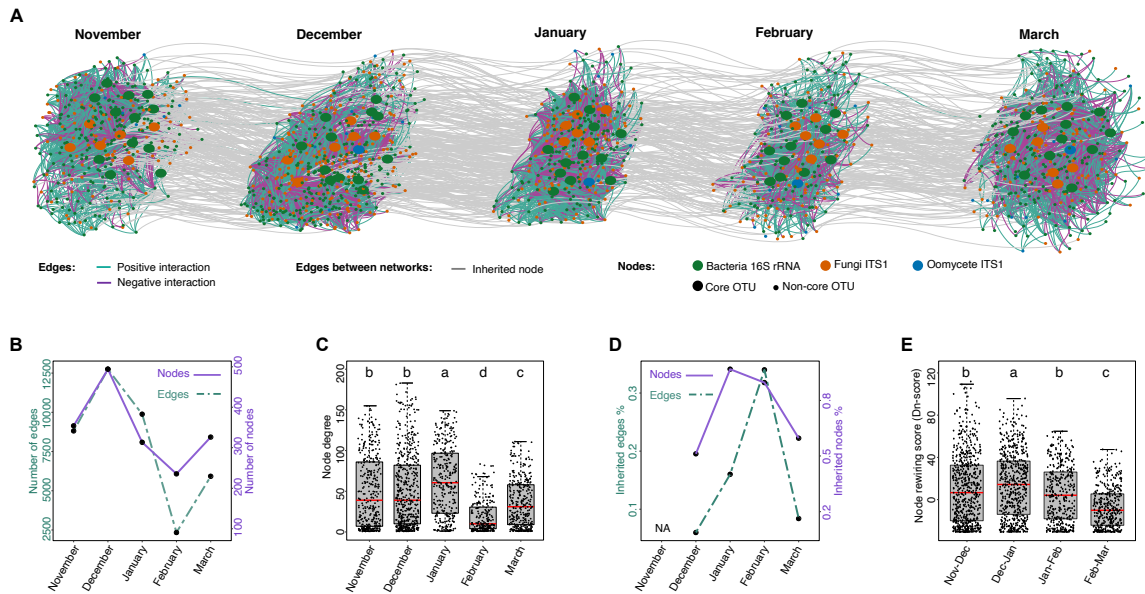 A
November
December
January
February
March
Edges:
Positive interaction
Negative interaction
Edges between networks:
Inherited node
Nodes:
Bacteria 16S rRNA
Fungi ITS1
Oomycete ITS1
Core OTU
Non-core OTU
B
Number of edges
12500
10000
7500
5000
2500
Nodes
Edges
500
400
300
200
100
Number of nodes
November
December
January
February
March
C
Node degree
200
150
100
50
0
b
b
a
d
c
November
December
January
February
March
D
Inherited edges %
0.3
0.2
0.1
Nodes
Edges
NA
0.8
0.5
0.2
Inherited nodes %
November
December
January
February
March
E
Node rewiring score (Dn-score)
120
80
40
0
b
a
b
c
Nov-Dec
Dec-Jan
Jan-Feb
Feb-Mar